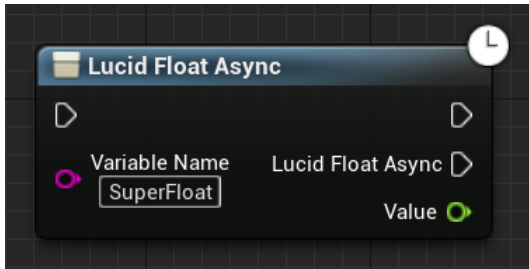 Lucid Float Async
Variable Name
SuperFloat
Lucid Float Async
Value